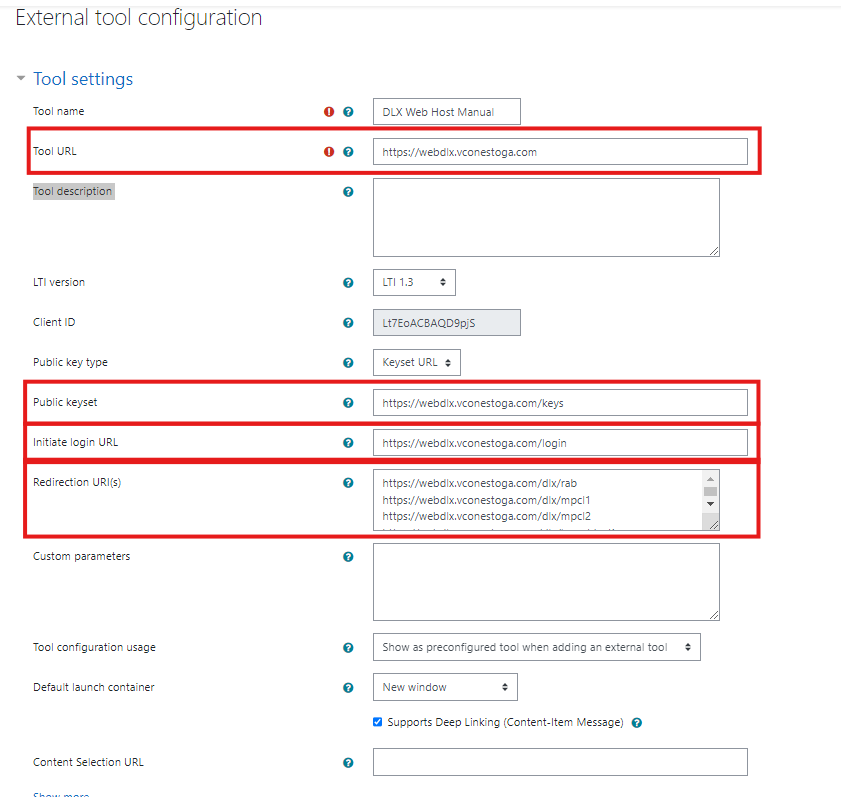 External tool configuration
Tool settings
Tool name
DLX Web Host Manual
Tool URL
https://webdlx.vconestoga.com
Tool description
LTI version
LTI 1.3
Client ID
Lt7EoACBAQD9pjS
Public key type
Keyset URL
Public keyset
https://webdlx.vconestoga.com/keys
Initiate login URL
https://webdlx.vconestoga.com/login
Redirection URI(s)
https://webdlx.vconestoga.com/dlx/rab
https://webdlx.vconestoga.com/dlx/mpcl1
https://webdlx.vconestoga.com/dlx/mpcl2
Custom parameters
Tool configuration usage
Show as preconfigured tool when adding an external tool
Default launch container
New window
Supports Deep Linking (Content-Item Message)
Content Selection URL
Show more